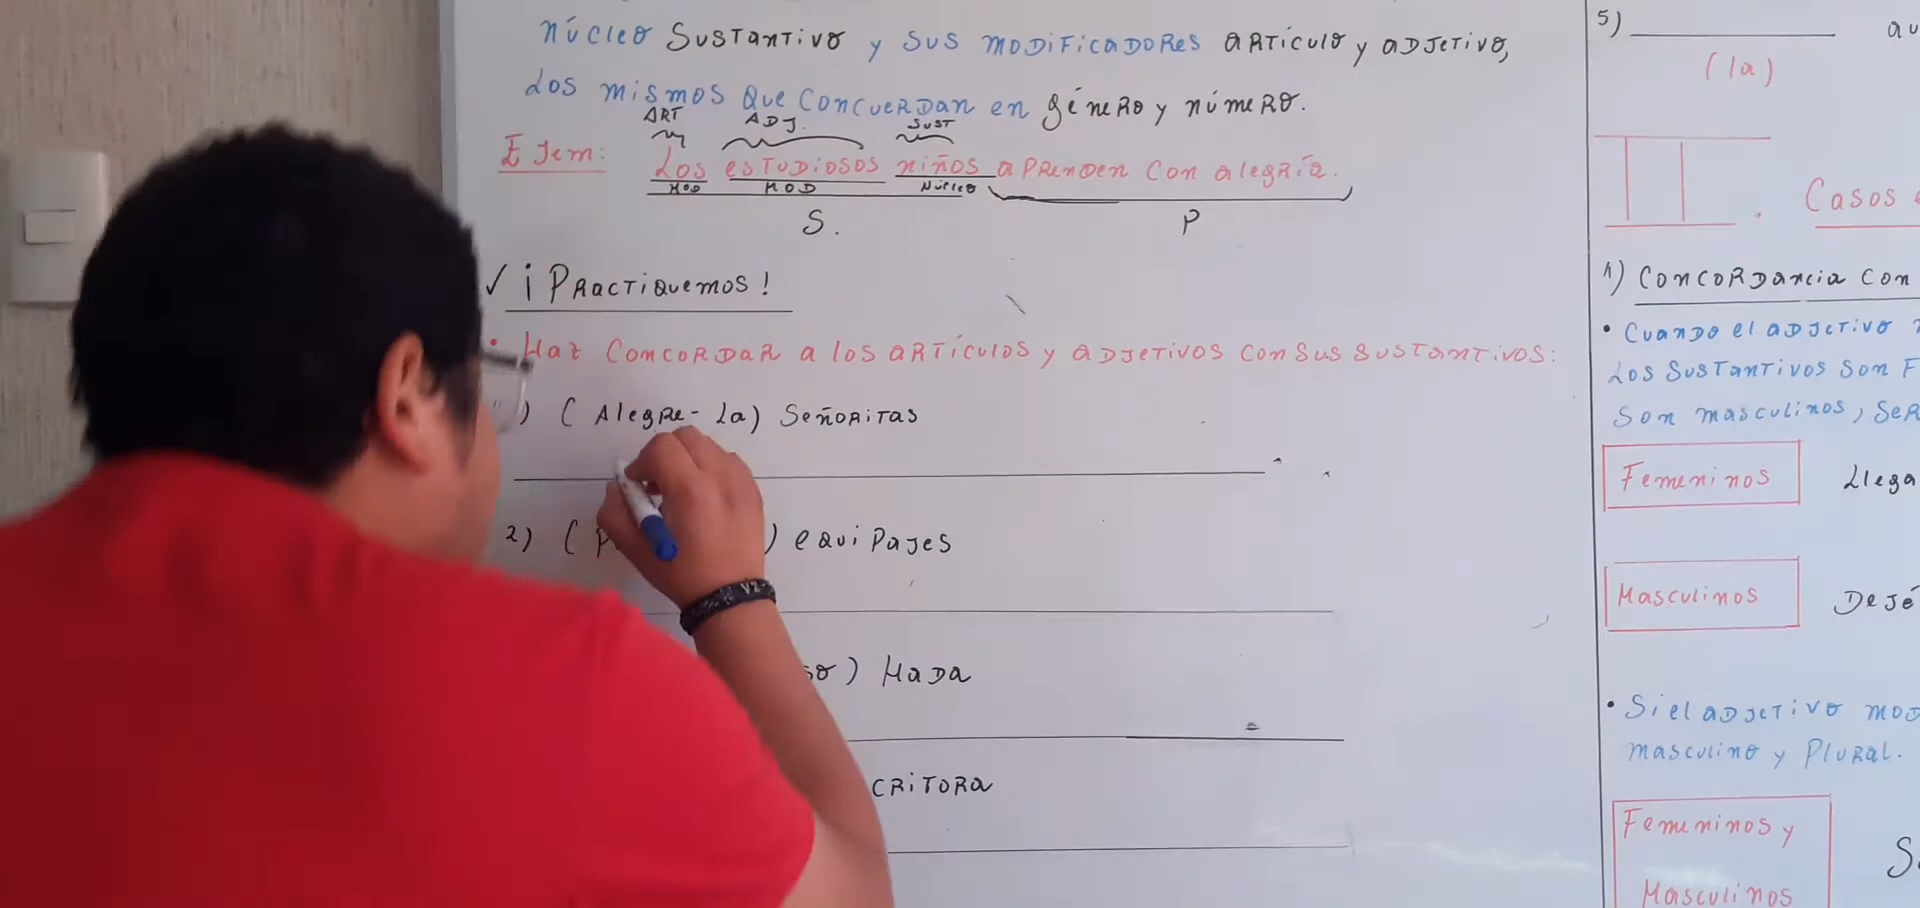 núcleo sustantivo y sus modificadores artículo y adjetivo,
los mismos que concuerdan en género y número.
ART ADJ. SUST
Ejem: Los estudiosos niños aprenden con alegría.
MOD MOD Núcleo
S. P
✓ ¡Practiquemos!
• Haz concordar a los artículos y adjetivos con sus sustantivos:
) (Alegre - La) señoritas
2) ( ) equipajes
) Hada
critora
5) ____________
(la)
II. Casos
1) Concordancia con
• Cuando el adjetivo
los sustantivos son F
son masculinos, ser
Femeninos Llega
Masculinos Dejé
• Si el adjetivo mod
masculino y plural.
Femeninos y
Masculinos